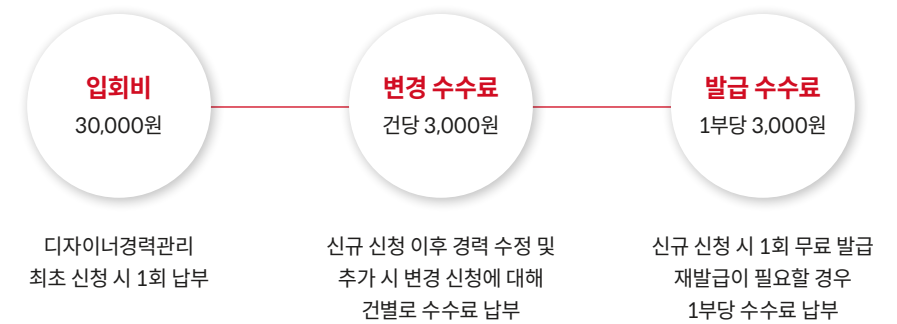 입회비
30,000원
디자이너경력관리
최초 신청 시 1회 납부
변경 수수료
건당 3,000원
신규 신청 이후 경력 수정 및
추가 시 변경 신청에 대해
건별로 수수료 납부
발급 수수료
1부당 3,000원
신규 신청 시 1회 무료 발급
재발급이 필요할 경우
1부당 수수료 납부